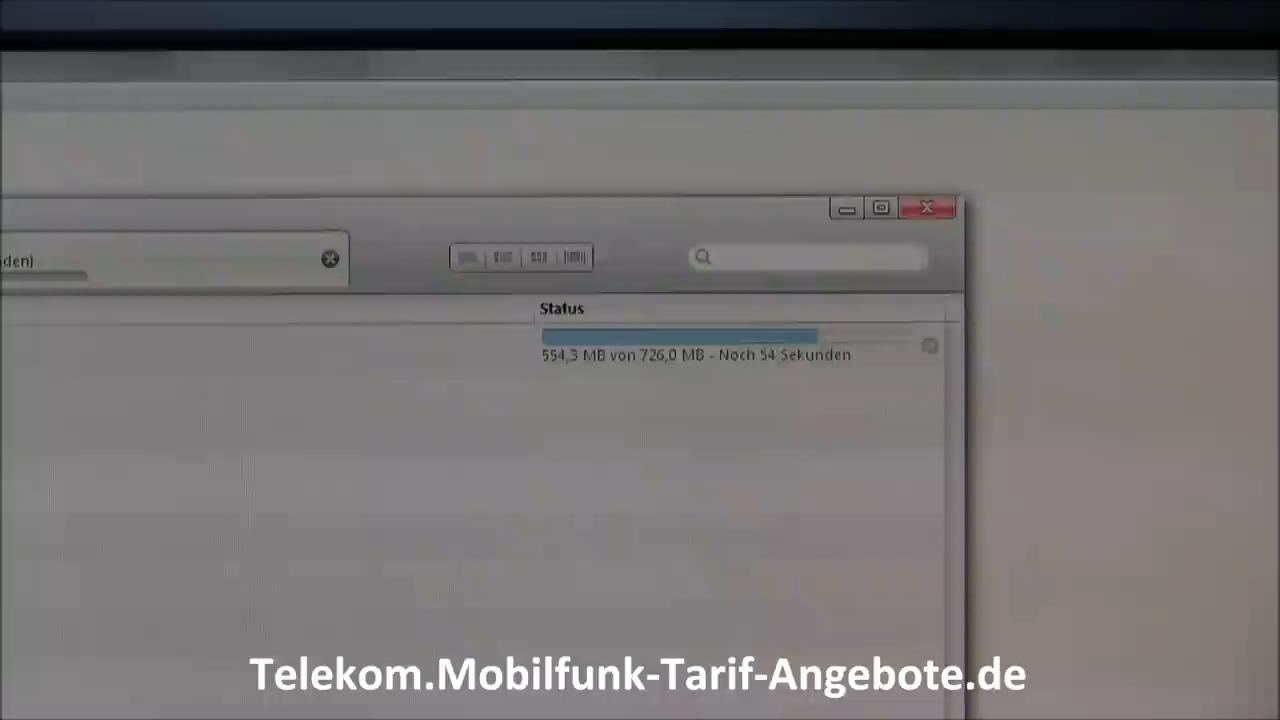 den)
Status
554,3 MB von 726,0 MB - Noch 54 Sekunden
Telekom.Mobilfunk-Tarif-Angebote.de